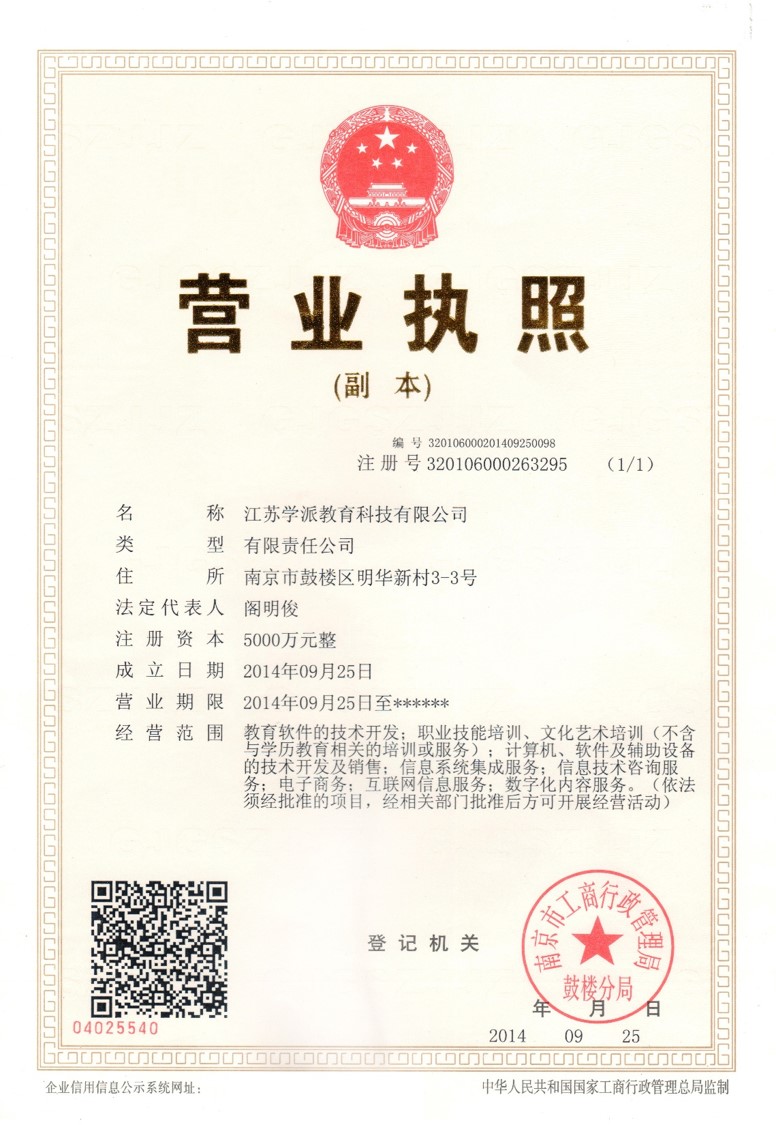 营业执照
(副 本)
编 号 320106000201409250098
注 册 号 320106000263295 (1/1)
名 称 江苏学派教育科技有限公司
类 型 有限责任公司
住 所 南京市鼓楼区明华新村3-3号
法定代表人 阁明俊
注 册 资 本 5000万元整
成 立 日 期 2014年09月25日
营 业 期 限 2014年09月25日至******
经 营 范 围 教育软件的技术开发；职业技能培训、文化艺术培训（不含
与学历教育相关的培训或服务）；计算机、软件及辅助设备
的技术开发及销售；信息系统集成服务；信息技术咨询服
务；电子商务；互联网信息服务；数字化内容服务。（依法
须经批准的项目，经相关部门批准后方可开展经营活动）
登 记 机 关
南京市工商行政管理局
鼓楼分局
年 月 日
2014 09 25
04025540
企业信用信息公示系统网址：
中华人民共和国国家工商行政管理总局监制